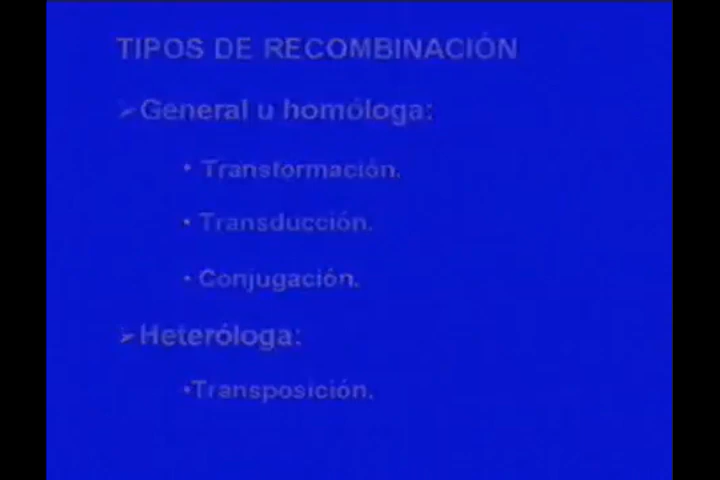 TIPOS DE RECOMBINACIÓN
➢General u homóloga:
• Transformación.
• Transducción.
• Conjugación.
➢Heteróloga:
•Transposición.